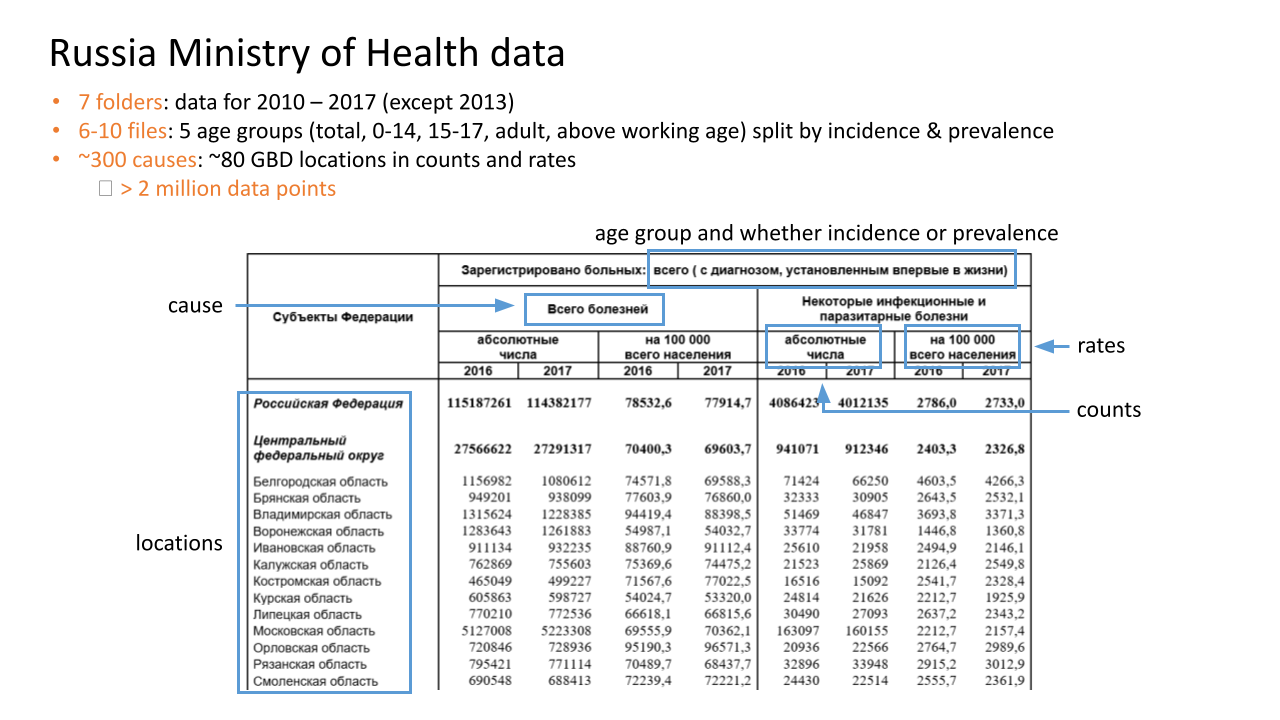 Russia Ministry of Health data
• 7 folders: data for 2010 – 2017 (except 2013)
• 6-10 files: 5 age groups (total, 0-14, 15-17, adult, above working age) split by incidence & prevalence
• ~300 causes: ~80 GBD locations in counts and rates
> 2 million data points
age group and whether incidence or prevalence
Зарегистрировано больных: всего ( с диагнозом, установленным впервые в жизни)
cause
Субъекты Федерации
Всего болезней
Некоторые инфекционные и
паразитарные болезни
абсолютные числа
на 100 000 всего населения
абсолютные числа
на 100 000 всего населения
rates
2016 2017 2016 2017 2016 2017 2016 2017
counts
locations
Российская Федерация 115187261 114382177 78532,6 77914,7 4086423 4012135 2786,0 2733,0
Центральный
федеральный округ 27566622 27291317 70400,3 69603,7 941071 912346 2403,3 2326,8
Белгородская область 1156982 1080612 74571,8 69588,3 71424 66250 4603,5 4266,3
Брянская область 949201 938099 77603,9 76860,0 32333 30905 2643,5 2532,1
Владимирская область 1315624 1228385 94419,4 88398,5 51469 46847 3693,8 3371,3
Воронежская область 1283643 1261883 54987,1 54032,7 33774 31781 1446,8 1360,8
Ивановская область 911134 932235 88760,9 91112,4 25610 21958 2494,9 2146,1
Калужская область 762869 755603 75369,6 74475,2 21523 25869 2126,4 2549,8
Костромская область 465049 499227 71567,6 77022,5 16516 15092 2541,7 2328,4
Курская область 605863 598727 54024,7 53320,0 24814 21626 2212,7 1925,9
Липецкая область 770210 772536 66618,1 66815,6 30490 27093 2637,2 2343,2
Московская область 5127008 5223308 69555,9 70362,1 163097 160155 2212,7 2157,4
Орловская область 720846 728936 95190,3 96571,3 20936 22566 2764,7 2989,6
Рязанская область 795421 771114 70489,7 68437,7 32896 33948 2915,2 3012,9
Смоленская область 690548 688413 72239,4 72221,2 24430 22514 2555,7 2361,9